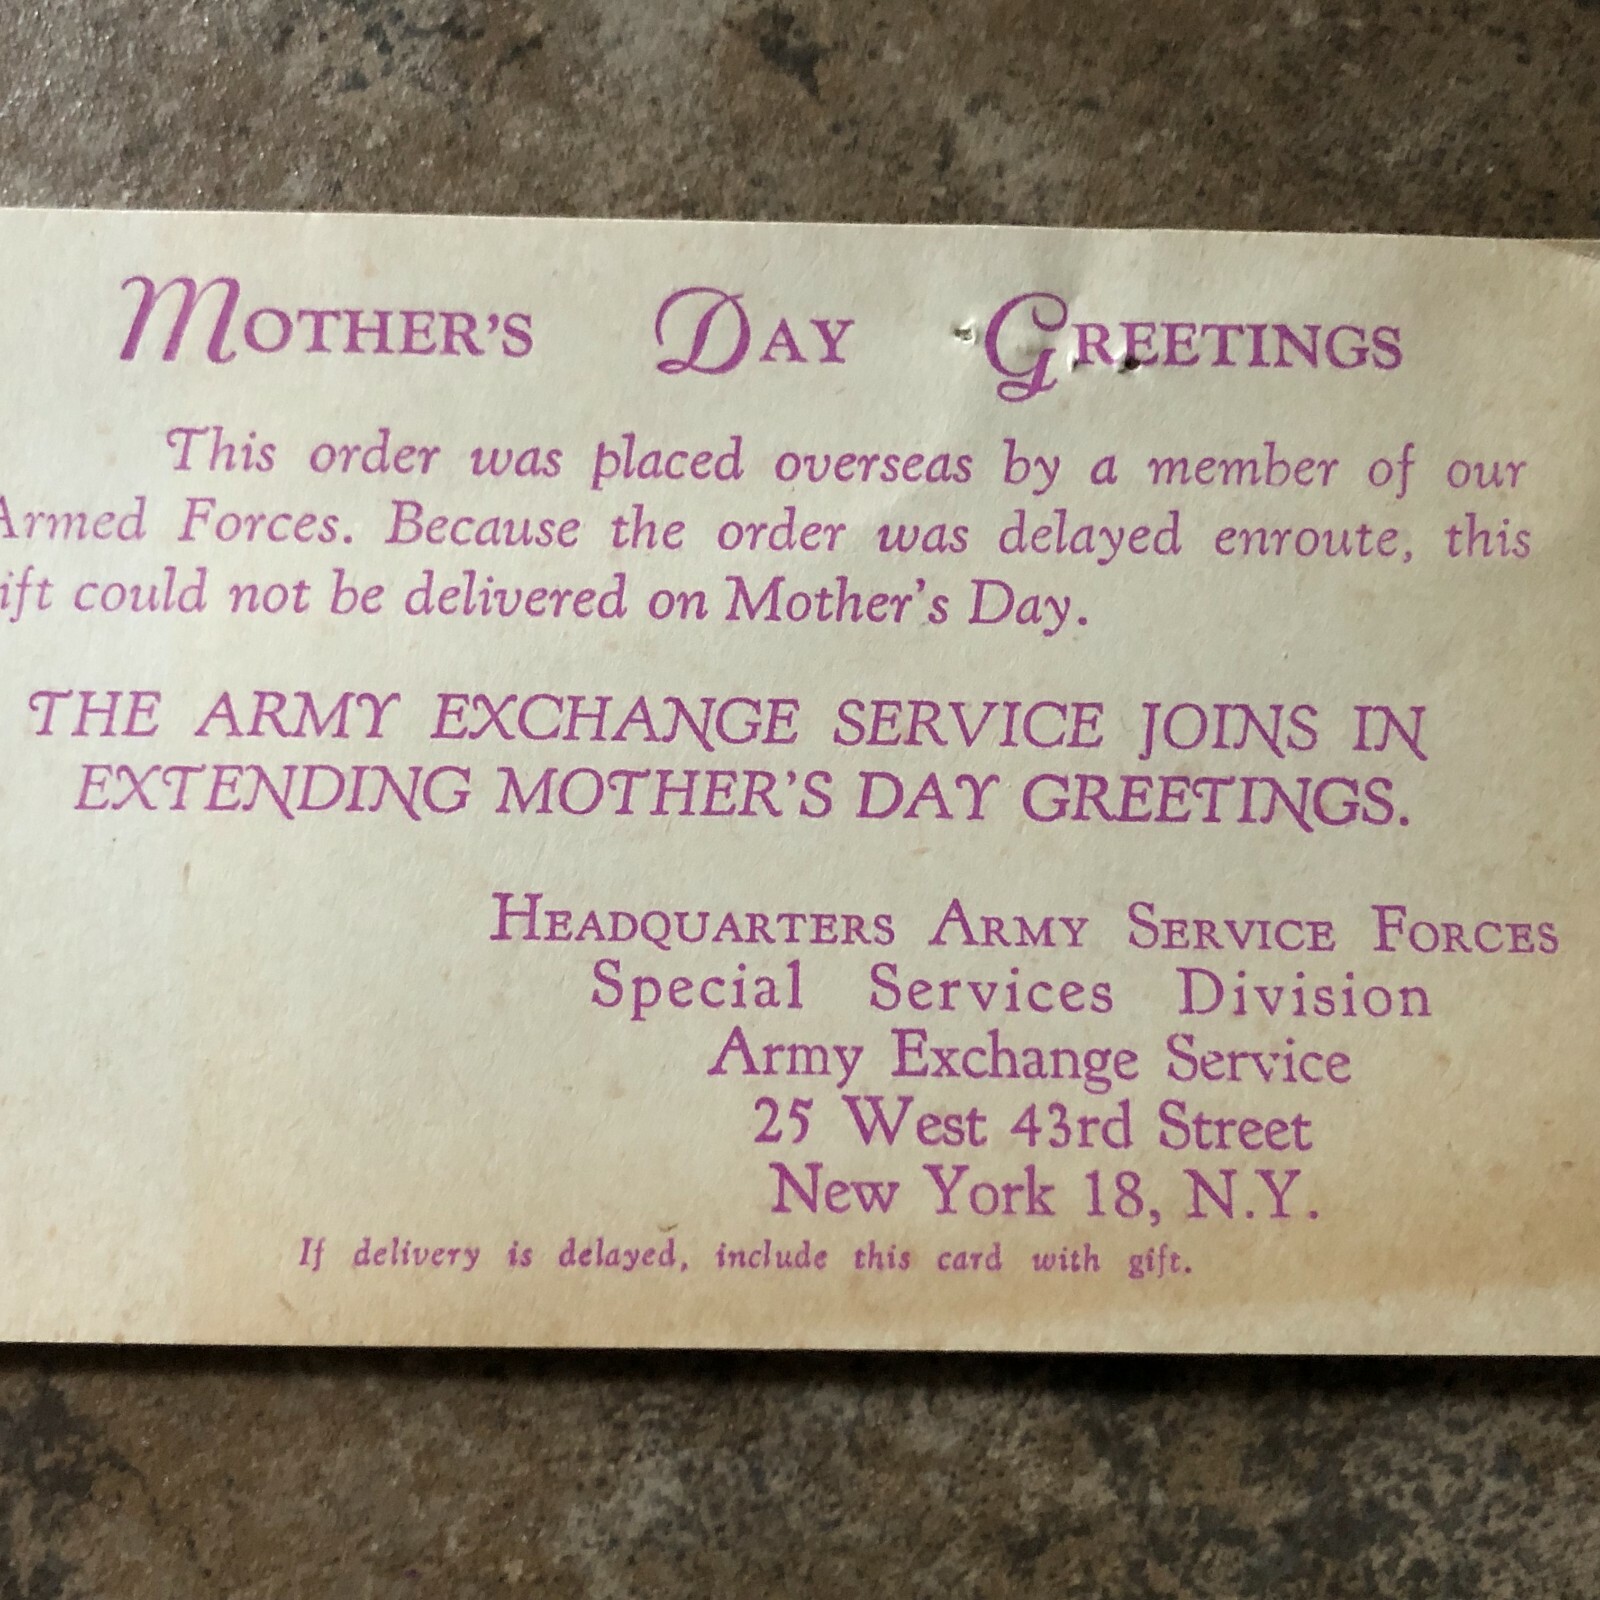 MOTHER'S DAY GREETINGS
This order was placed overseas by a member of our
Armed Forces. Because the order was delayed enroute, this
ift could not be delivered on Mother's Day.
THE ARMY EXCHANGE SERVICE JOINS IN
EXTENDING MOTHER'S DAY GREETINGS.
HEADQUARTERS ARMY SERVICE FORCES
Special Services Division
Army Exchange Service
25 West 43rd Street
New York 18, N.Y.
If delivery is delayed, include this card with gift.